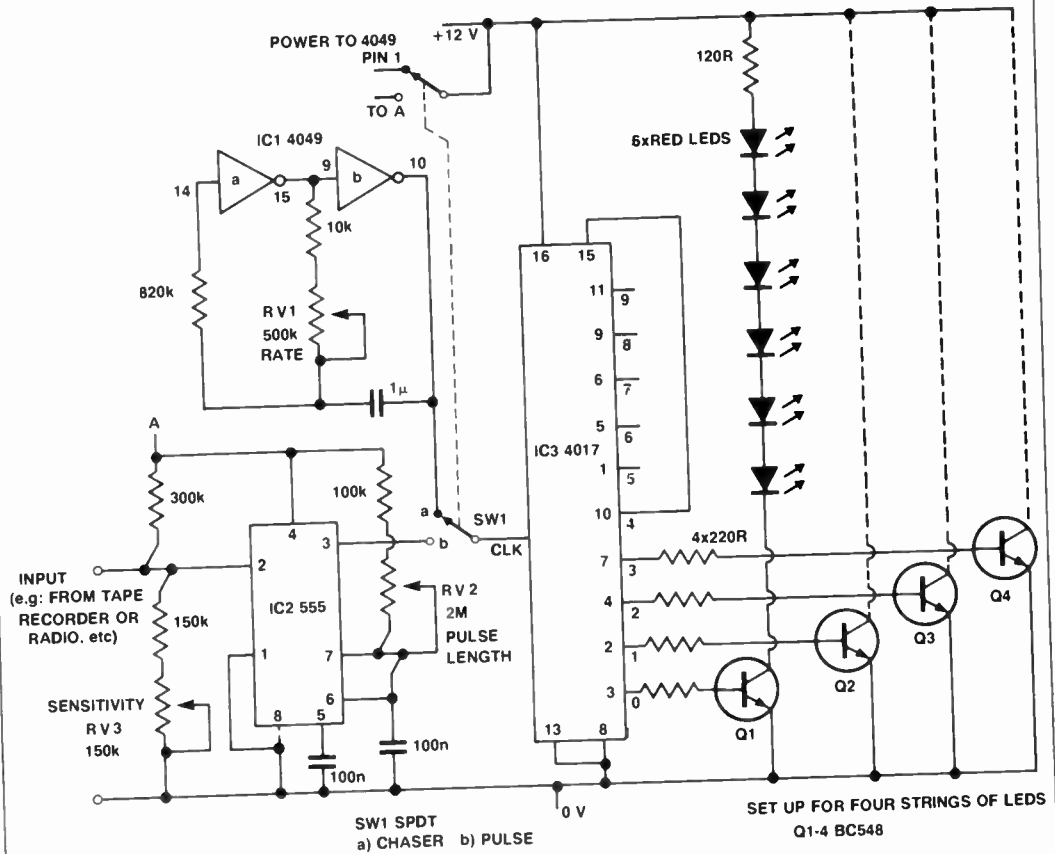 +12 V
POWER TO 4049
PIN 1
TO A
120R
6xRED LEDS
IC1 4049
a
b
14
15
9
10
10k
820k
RV1
500k
RATE
1μ
16
15
11
9
9
8
6
7
5
6
1
5
10
4
IC3 4017
A
300k
100k
a
b
SW1
CLK
4x220R
7
3
4
2
2
1
3
0
Q4
Q3
Q2
Q1
INPUT
(e.g: FROM TAPE
RECORDER OR
RADIO. etc)
2
4
3
IC2 555
1
7
6
8
5
150k
RV2
2M
PULSE
LENGTH
SENSITIVITY
RV3
150k
100n
100n
13
8
0 V
SW1 SPDT
a) CHASER b) PULSE
SET UP FOR FOUR STRINGS OF LEDS
Q1-4 BC548